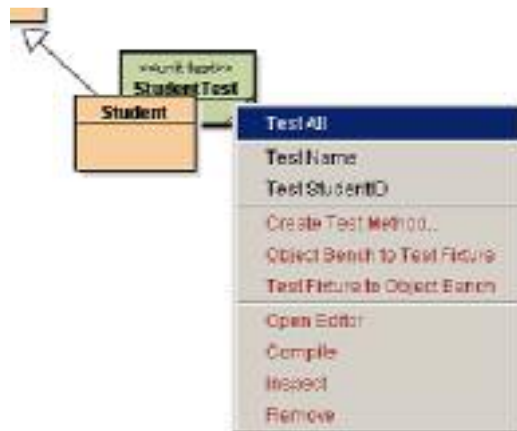 <<unit test>>
StudentTest
Student
Test All
Test Name
Test StudentID
Create Test Method...
Object Bench to Test Fixture
Test Fixture to Object Bench
Open Editor
Compile
Inspect
Remove